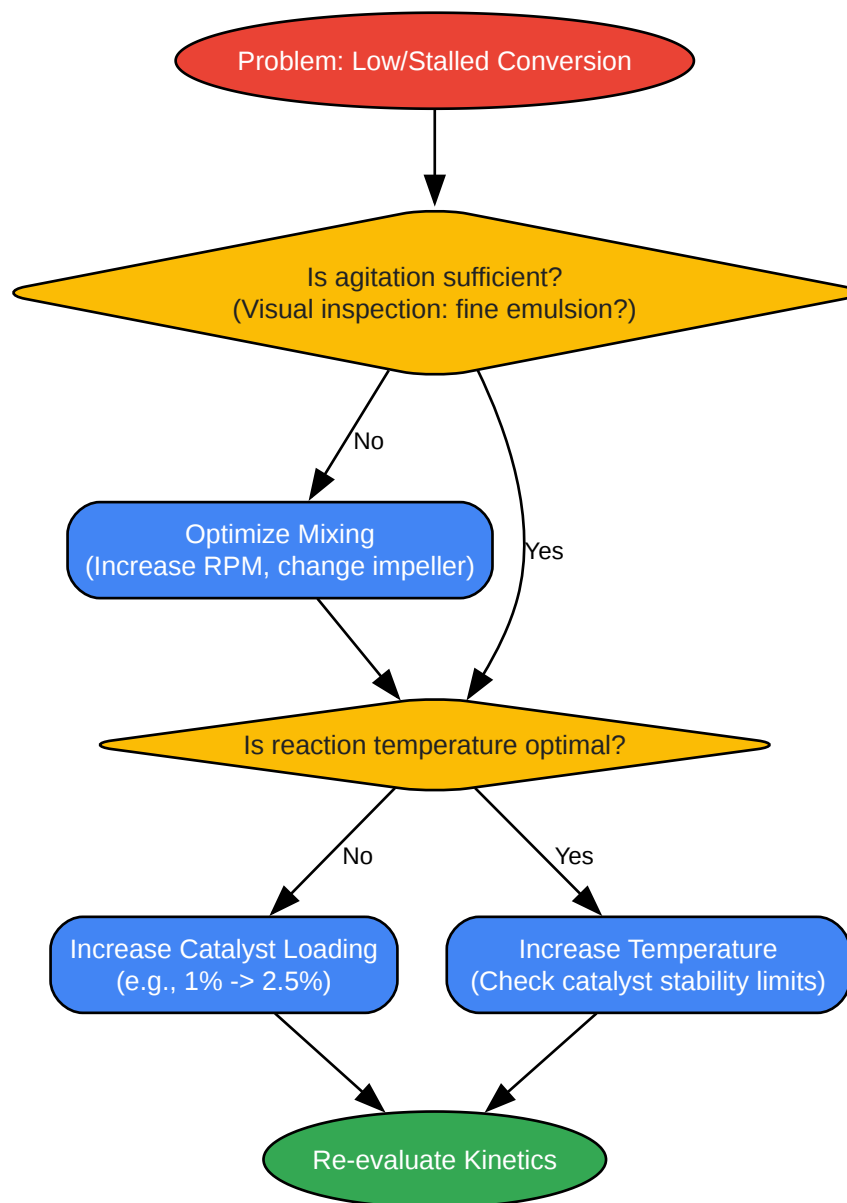 Problem: Low/Stalled Conversion
Is agitation sufficient?
(Visual inspection: fine emulsion?)
No
Optimize Mixing
(Increase RPM, change impeller)
Yes
Is reaction temperature optimal?
No
Yes
Increase Catalyst Loading
(e.g., 1% -> 2.5%)
Increase Temperature
(Check catalyst stability limits)
Re-evaluate Kinetics